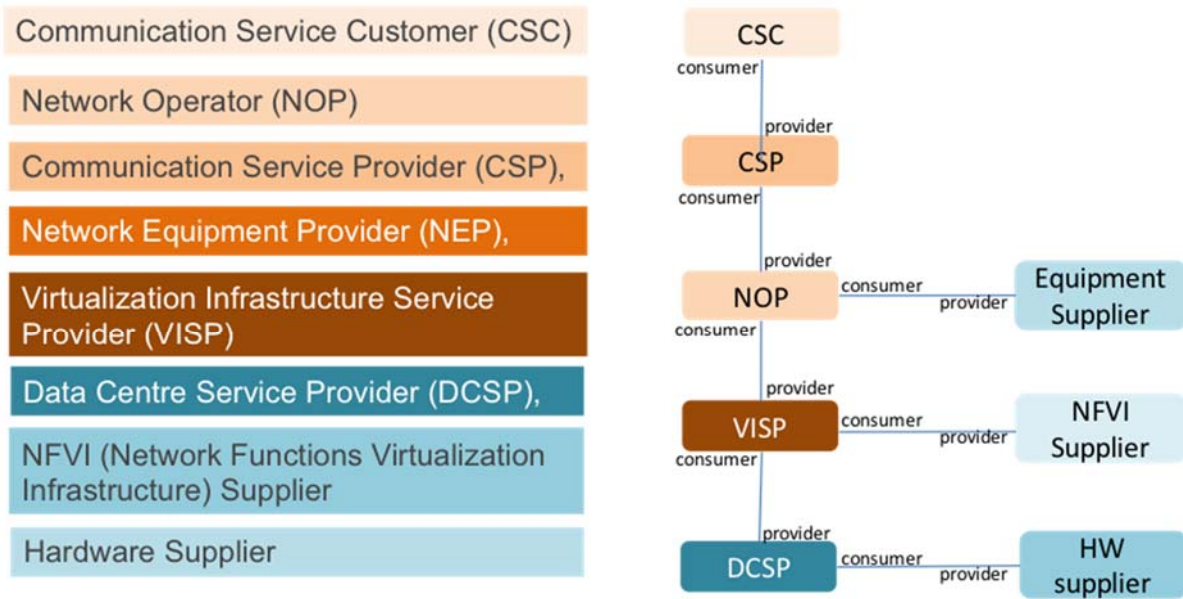 Communication Service Customer (CSC)
Network Operator (NOP)
Communication Service Provider (CSP),
Network Equipment Provider (NEP),
Virtualization Infrastructure Service
Provider (VISP)
Data Centre Service Provider (DCSP),
NFVI (Network Functions Virtualization
Infrastructure) Supplier
Hardware Supplier
CSC
consumer
provider
CSP
consumer
provider
NOP
consumer
provider
Equipment
Supplier
consumer
provider
VISP
consumer
provider
NFVI
Supplier
consumer
provider
DCSP
consumer
provider
HW
supplier